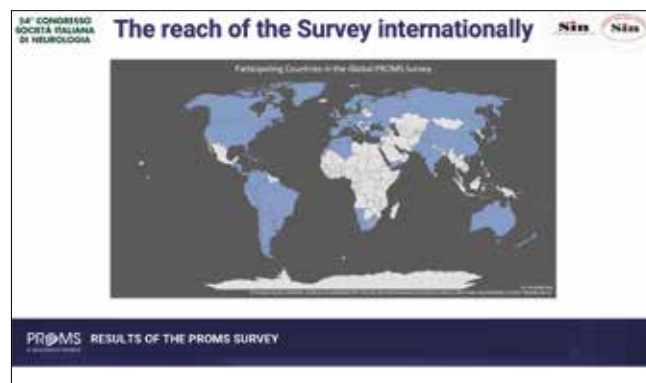 54° CONGRESSO
SOCIETÀ ITALIANA
DI NEUROLOGIA
The reach of the Survey internationally
Sin
Sin
Participating Countries in the Global PROMS Survey
PROMS
RESULTS OF THE PROMS SURVEY